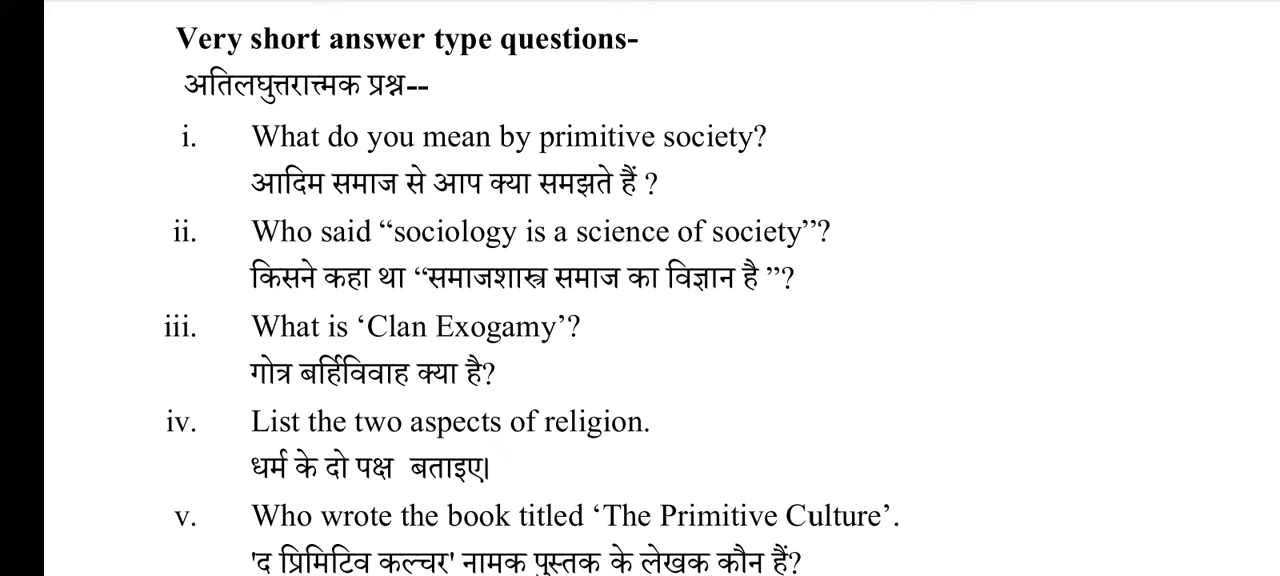 Very short answer type questions-
अतिलघुत्तरात्मक प्रश्न--
i. What do you mean by primitive society?
आदिम समाज से आप क्या समझते हैं ?
ii. Who said “sociology is a science of society”?
किसने कहा था “समाजशास्त्र समाज का विज्ञान है ”?
iii. What is ‘Clan Exogamy’?
गोत्र बर्हिविवाह क्या है?
iv. List the two aspects of religion.
धर्म के दो पक्ष बताइए।
v. Who wrote the book titled ‘The Primitive Culture’.
'द प्रिमिटिव कल्चर' नामक पुस्तक के लेखक कौन हैं?